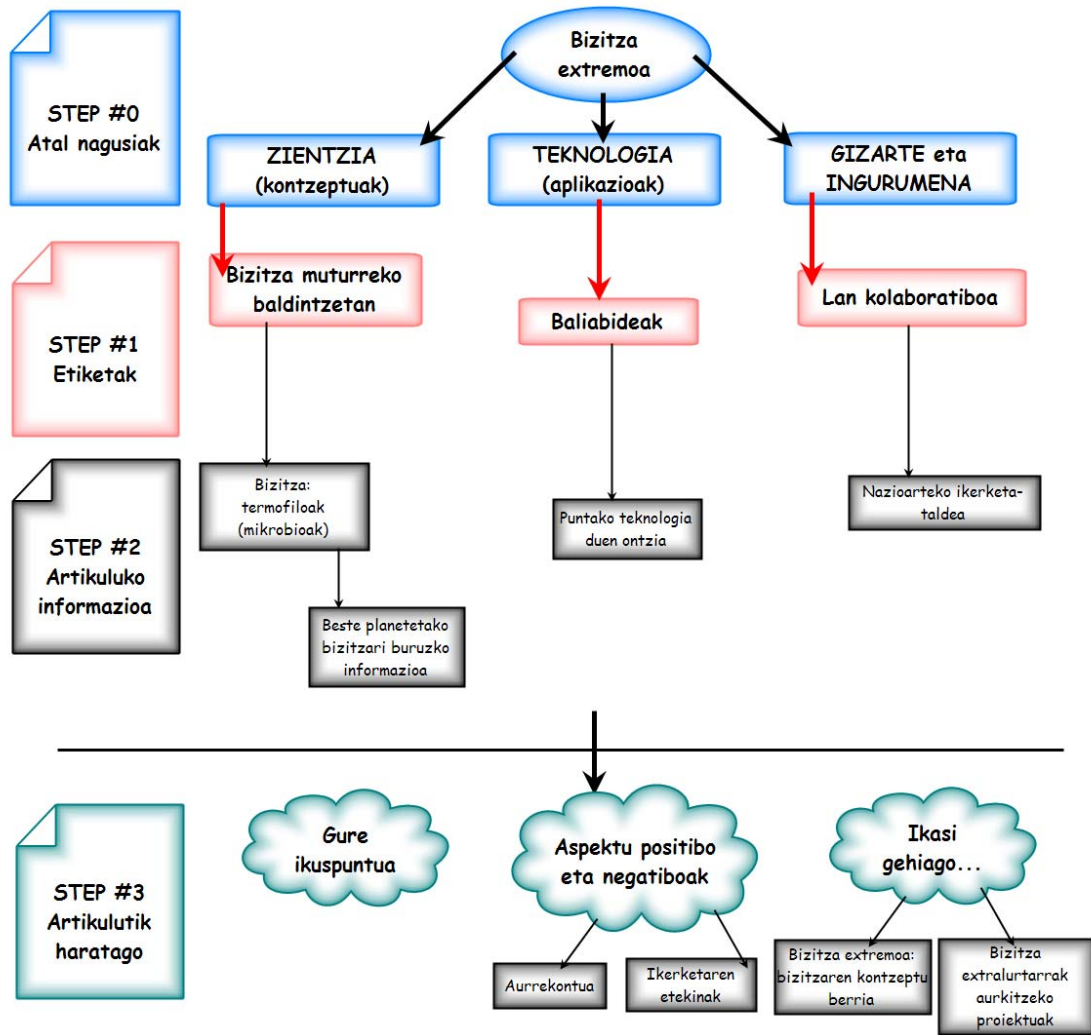 Bizitza
extremoa
STEP #0
Atal nagusiak
ZIENTZIA
(kontzeptuak)
TEKNOLOGIA
(aplikazioak)
GIZARTE eta
INGURUMENA
STEP #1
Etiketak
Bizitza muturreko
baldintzetan
Baliabideak
Lan kolaboratiboa
STEP #2
Artikuluko
informazioa
Bizitza:
termofiloak
(mikrobioak)
Puntako teknologia
duen ontzia
Nazioarteko ikerketa-
taldea
Beste planetetako
bizitzari buruzko
informazioa
STEP #3
Artikulutik
haratago
Gure
ikuspuntua
Aspektu positibo
eta negatiboak
Ikasi
gehiago...
Aurrekontua
Ikerketaren
etekinak
Bizitza extremoa:
bizitzaren kontzeptu
berria
Bizitza
extralurtarrak
aurkitzeko
proiektuak